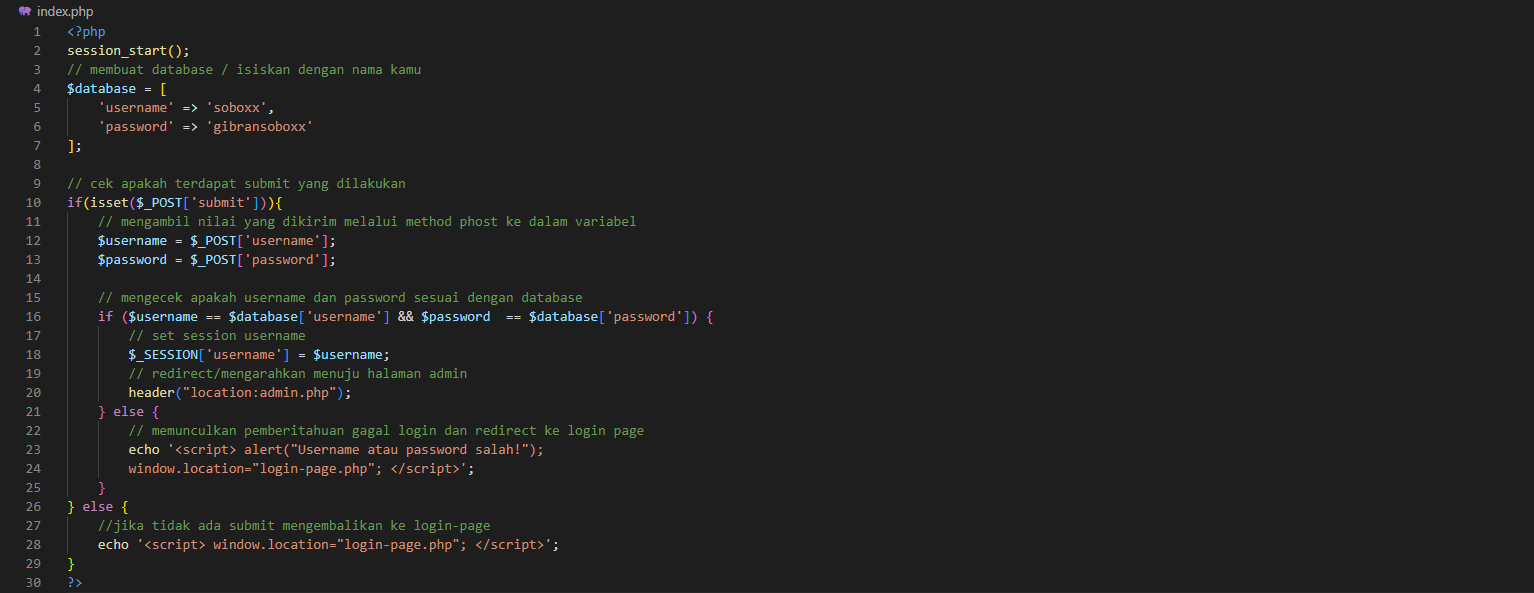 index.php
1 <?php
2 session_start();
3 // membuat database / isiskan dengan nama kamu
4 $database = [
5     'username' => 'soboxx',
6     'password' => 'gibransoboxx'
7 ];
8
9 // cek apakah terdapat submit yang dilakukan
10 if(isset($_POST['submit'])){
11     // mengambil nilai yang dikirim melalui method phost ke dalam variabel
12     $username = $_POST['username'];
13     $password = $_POST['password'];
14
15     // mengecek apakah username dan password sesuai dengan database
16     if ($username == $database['username'] && $password  == $database['password']) {
17         // set session username
18         $_SESSION['username'] = $username;
19         // redirect/mengarahkan menuju halaman admin
20         header("location:admin.php");
21     } else {
22         // memunculkan pemberitahuan gagal login dan redirect ke login page
23         echo '<script> alert("Username atau password salah!");
24         window.location="login-page.php"; </script>';
25     }
26 } else {
27     //jika tidak ada submit mengembalikan ke login-page
28     echo '<script> window.location="login-page.php"; </script>';
29 }
30 ?>